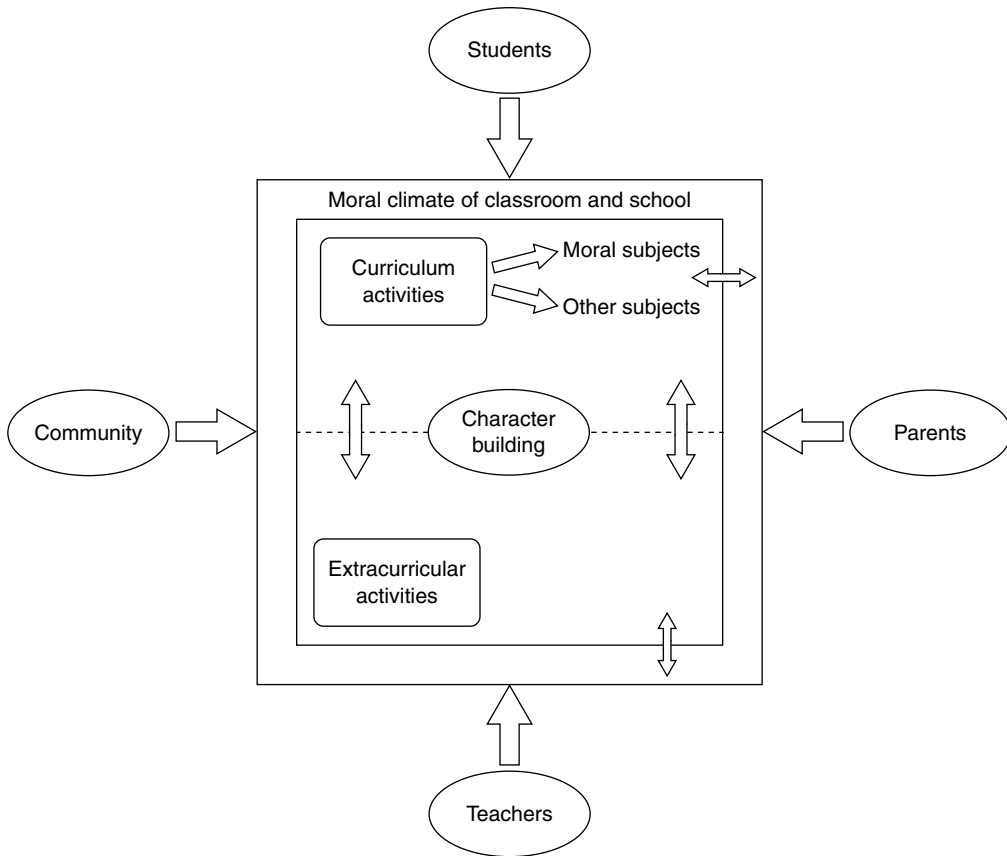 Students
Moral climate of classroom and school
Curriculum
activities
Moral subjects
Other subjects
Community
Character
building
Parents
Extracurricular
activities
Teachers